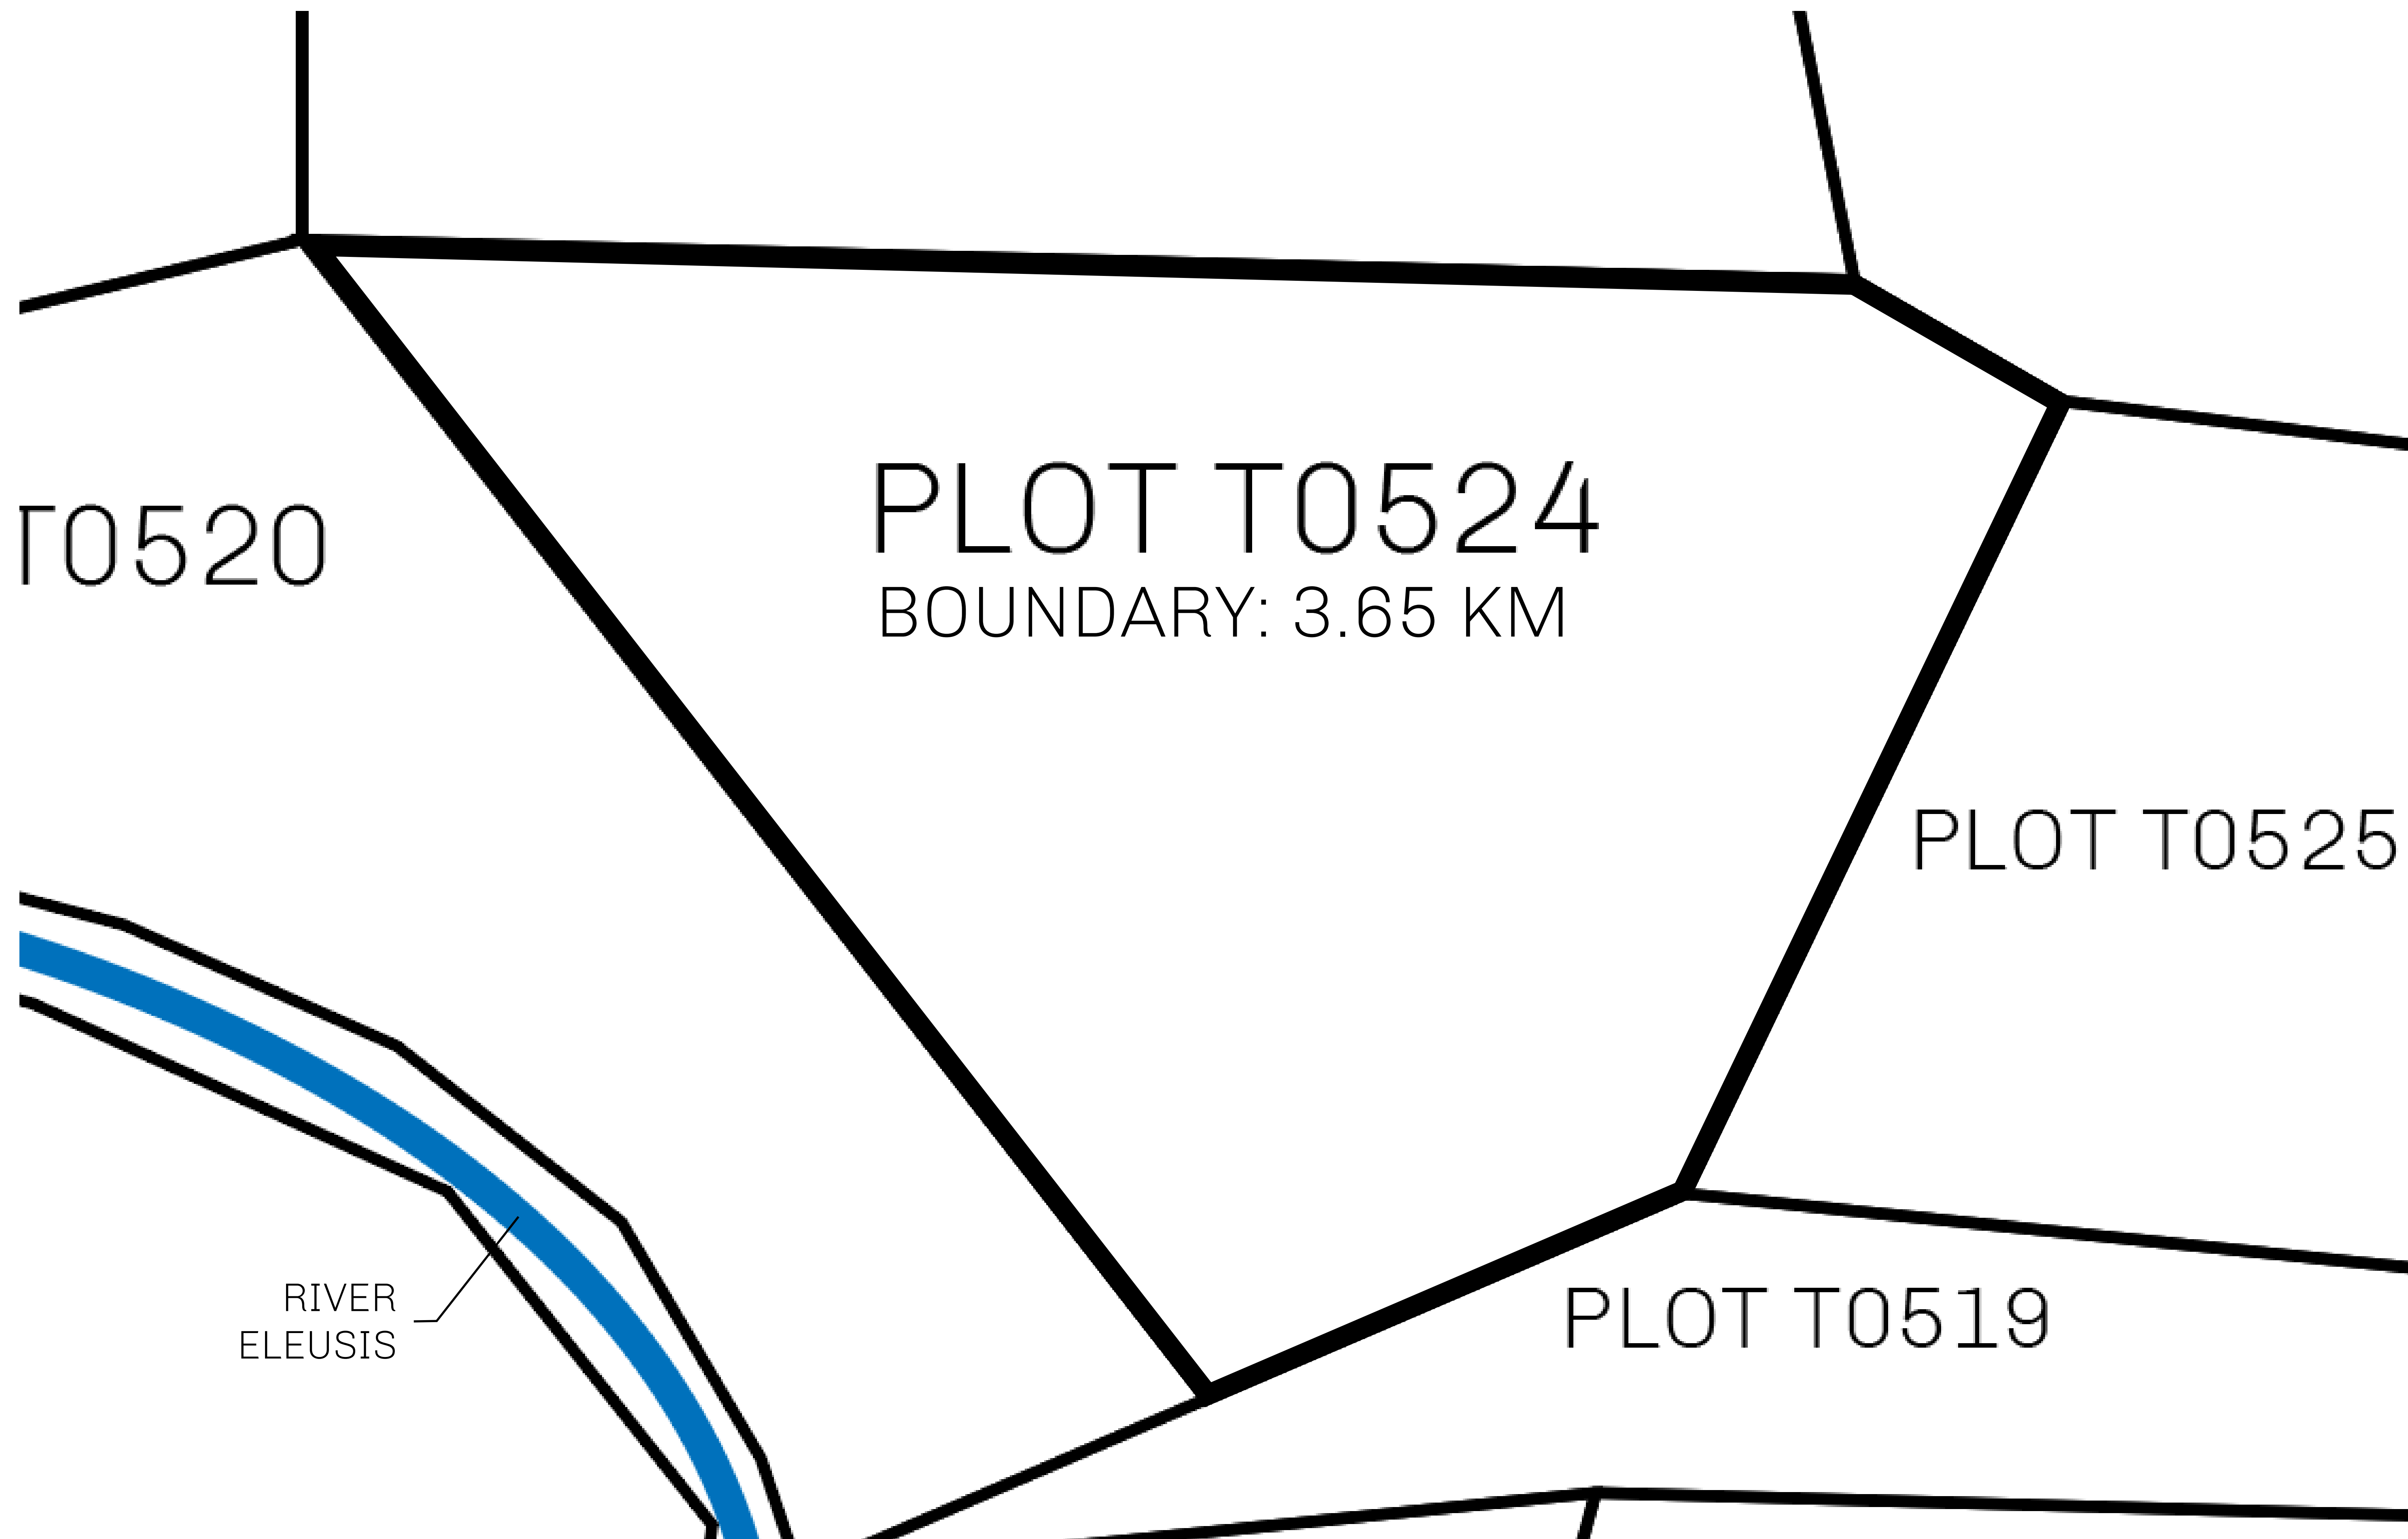 PLOT T0524
BOUNDARY: 3.65 KM
T0520
PLOT T0525
RIVER
ELEUSIS
PLOT T0519